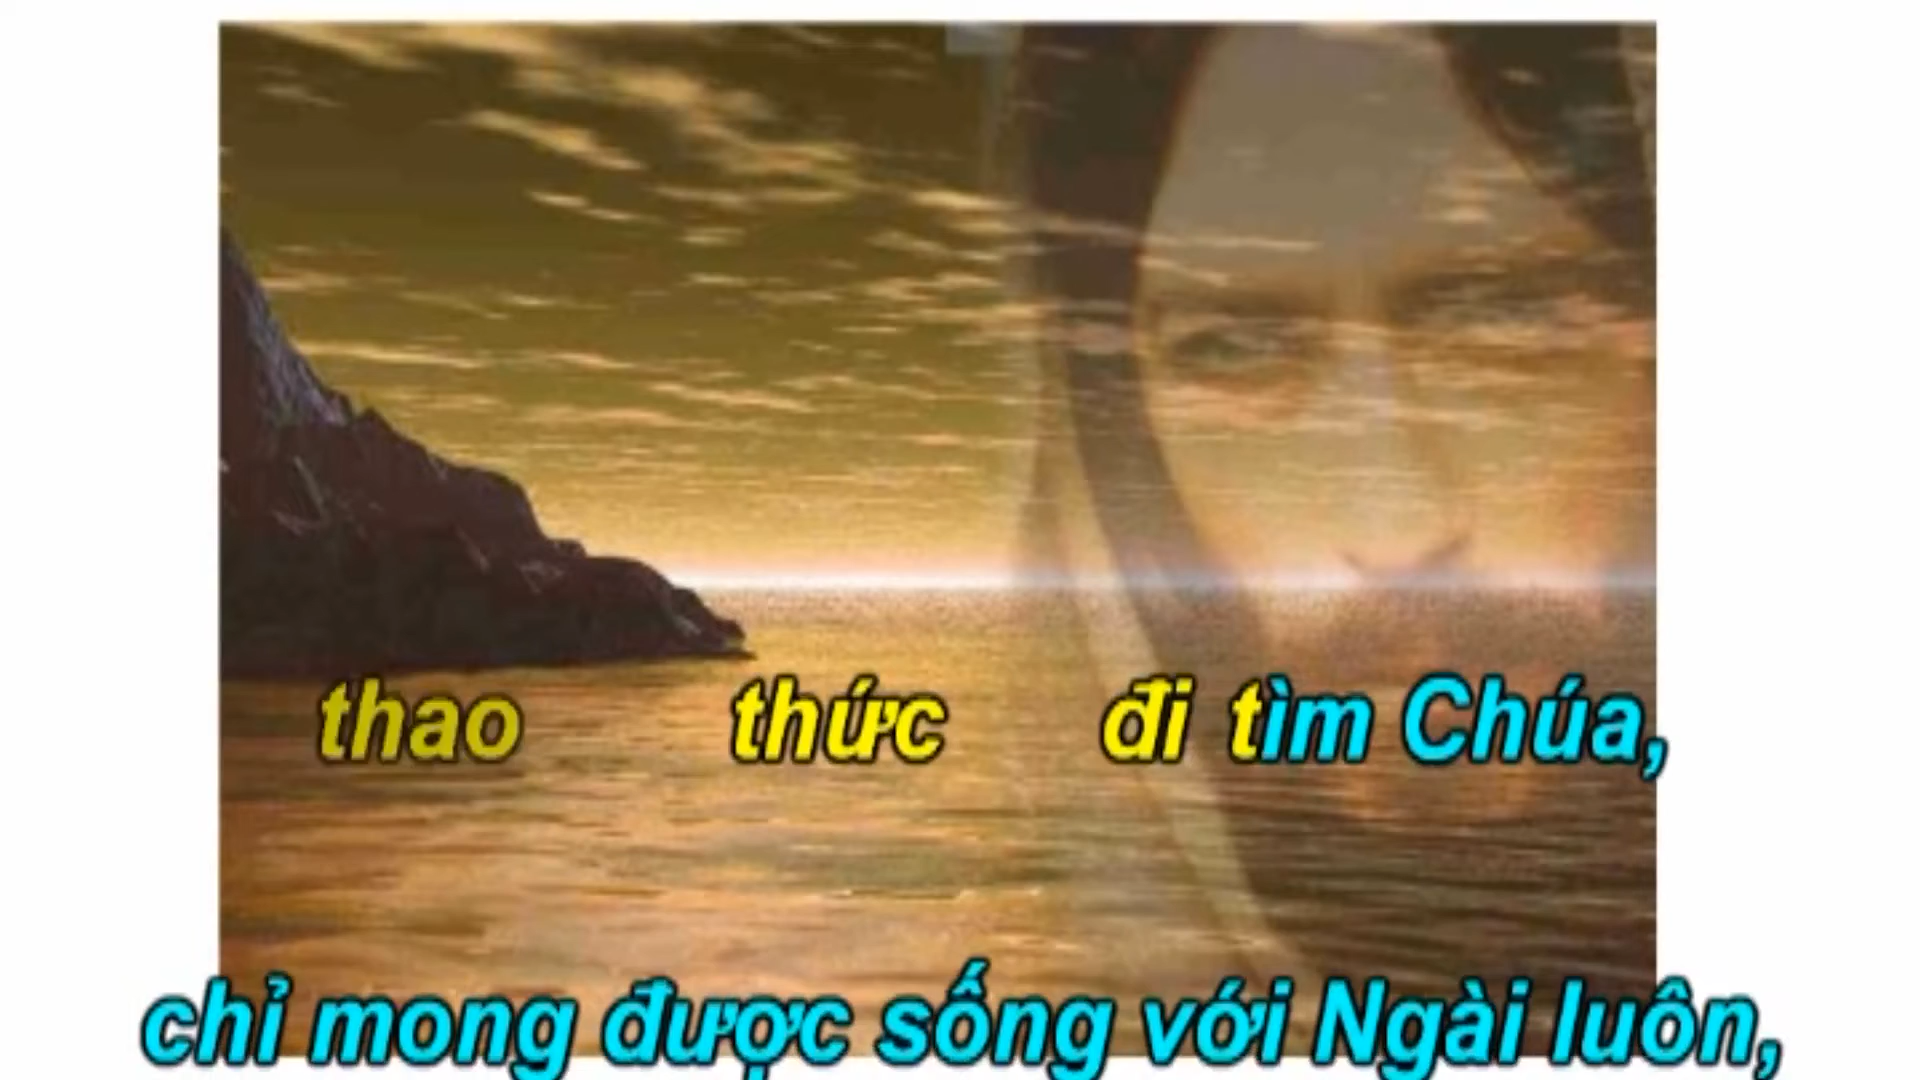 thao thức đi tìm Chúa,
chỉ mong được sống với Ngài luôn,